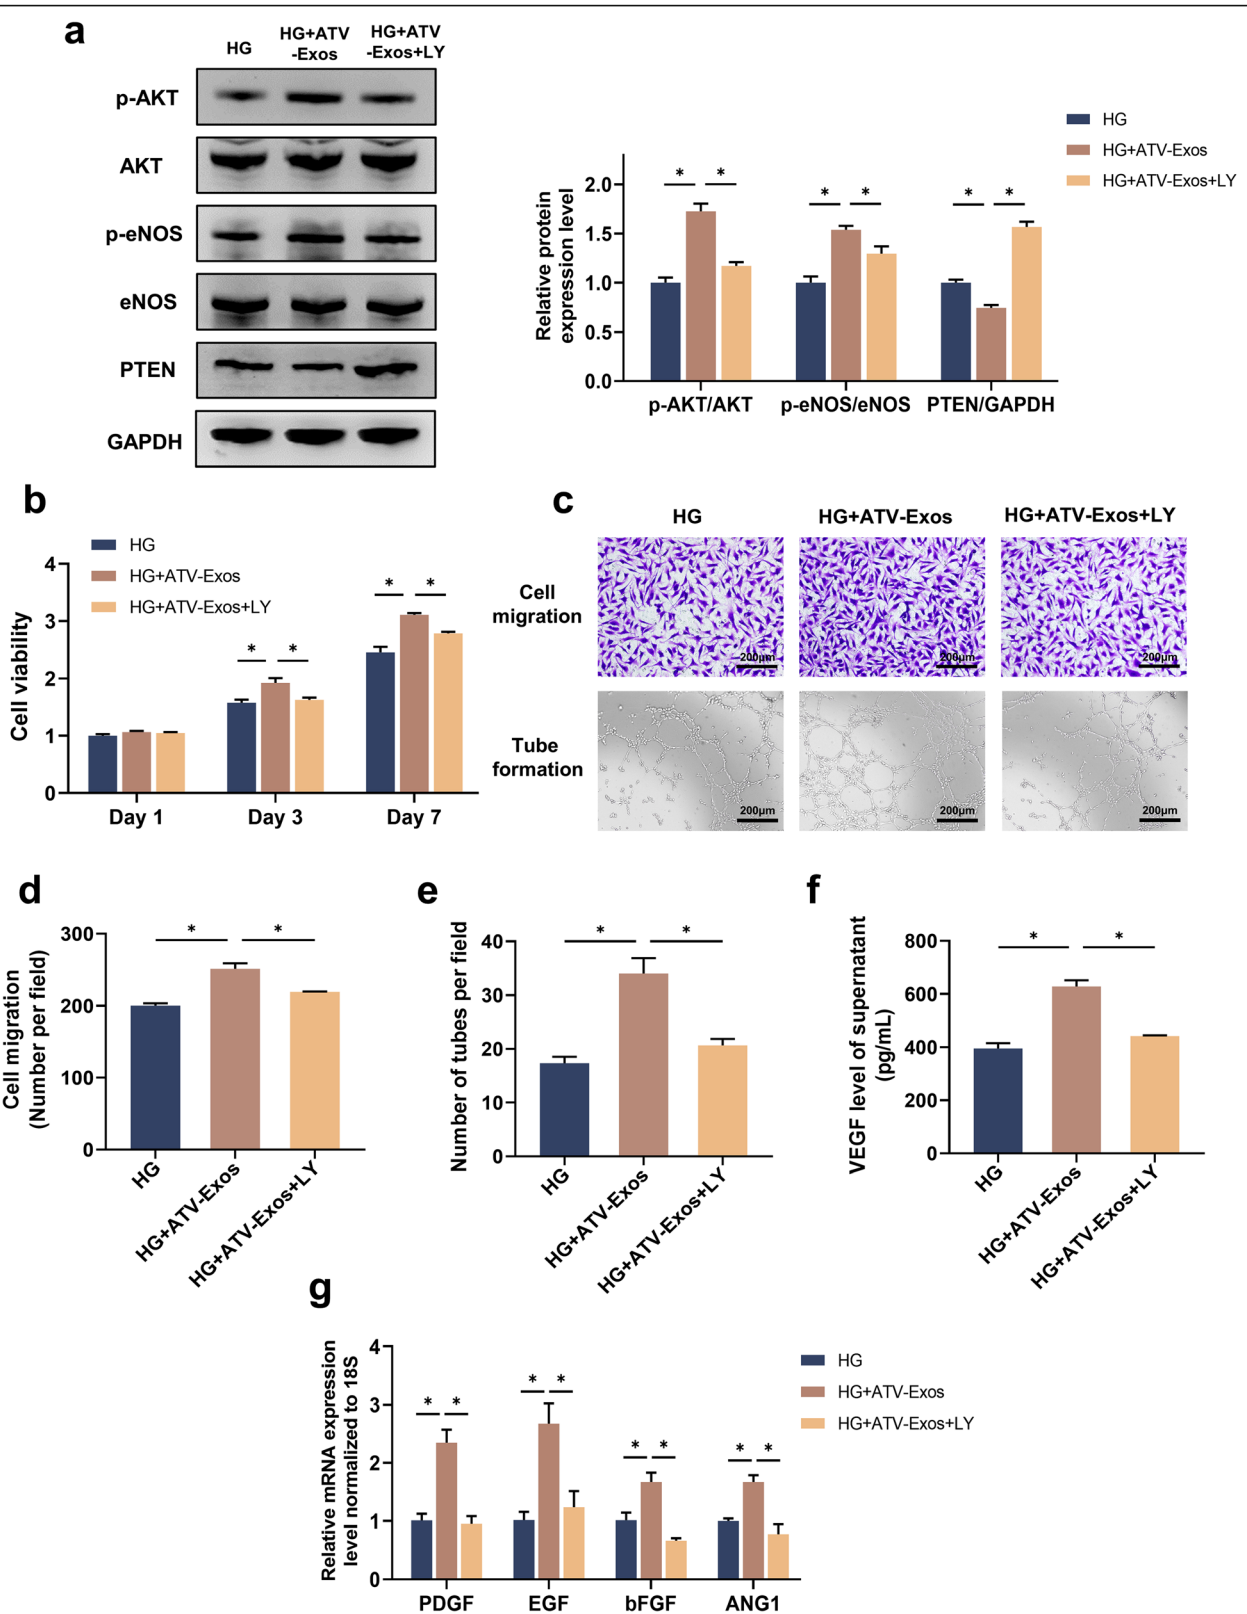 a
HG
HG+ATV
-Exos
HG+ATV
-Exos+LY
p-AKT
AKT
p-eNOS
eNOS
PTEN
GAPDH
HG
HG+ATV-Exos
HG+ATV-Exos+LY
Relative protein
expression level
2.0
1.5
1.0
0.5
0.0
* * * * * *
p-AKT/AKT p-eNOS/eNOS PTEN/GAPDH
b
HG
HG+ATV-Exos
HG+ATV-Exos+LY
Cell viability
4
3
2
1
0
* * * *
Day 1 Day 3 Day 7
c
HG HG+ATV-Exos HG+ATV-Exos+LY
Cell
migration
200μm 200μm 200μm
Tube
formation
200μm 200μm 200μm
d
Cell migration
(Number per field)
300
200
100
0
* *
HG
HG+ATV-Exos
HG+ATV-Exos+LY
e
Number of tubes per field
40
30
20
10
0
* *
HG
HG+ATV-Exos
HG+ATV-Exos+LY
f
VEGF level of supernatant
(pg/mL)
800
600
400
200
0
* *
HG
HG+ATV-Exos
HG+ATV-Exos+LY
g
Relative mRNA expression
level normalized to 18S
4
3
2
1
0
* * * * * * * *
PDGF EGF bFGF ANG1
HG
HG+ATV-Exos
HG+ATV-Exos+LY